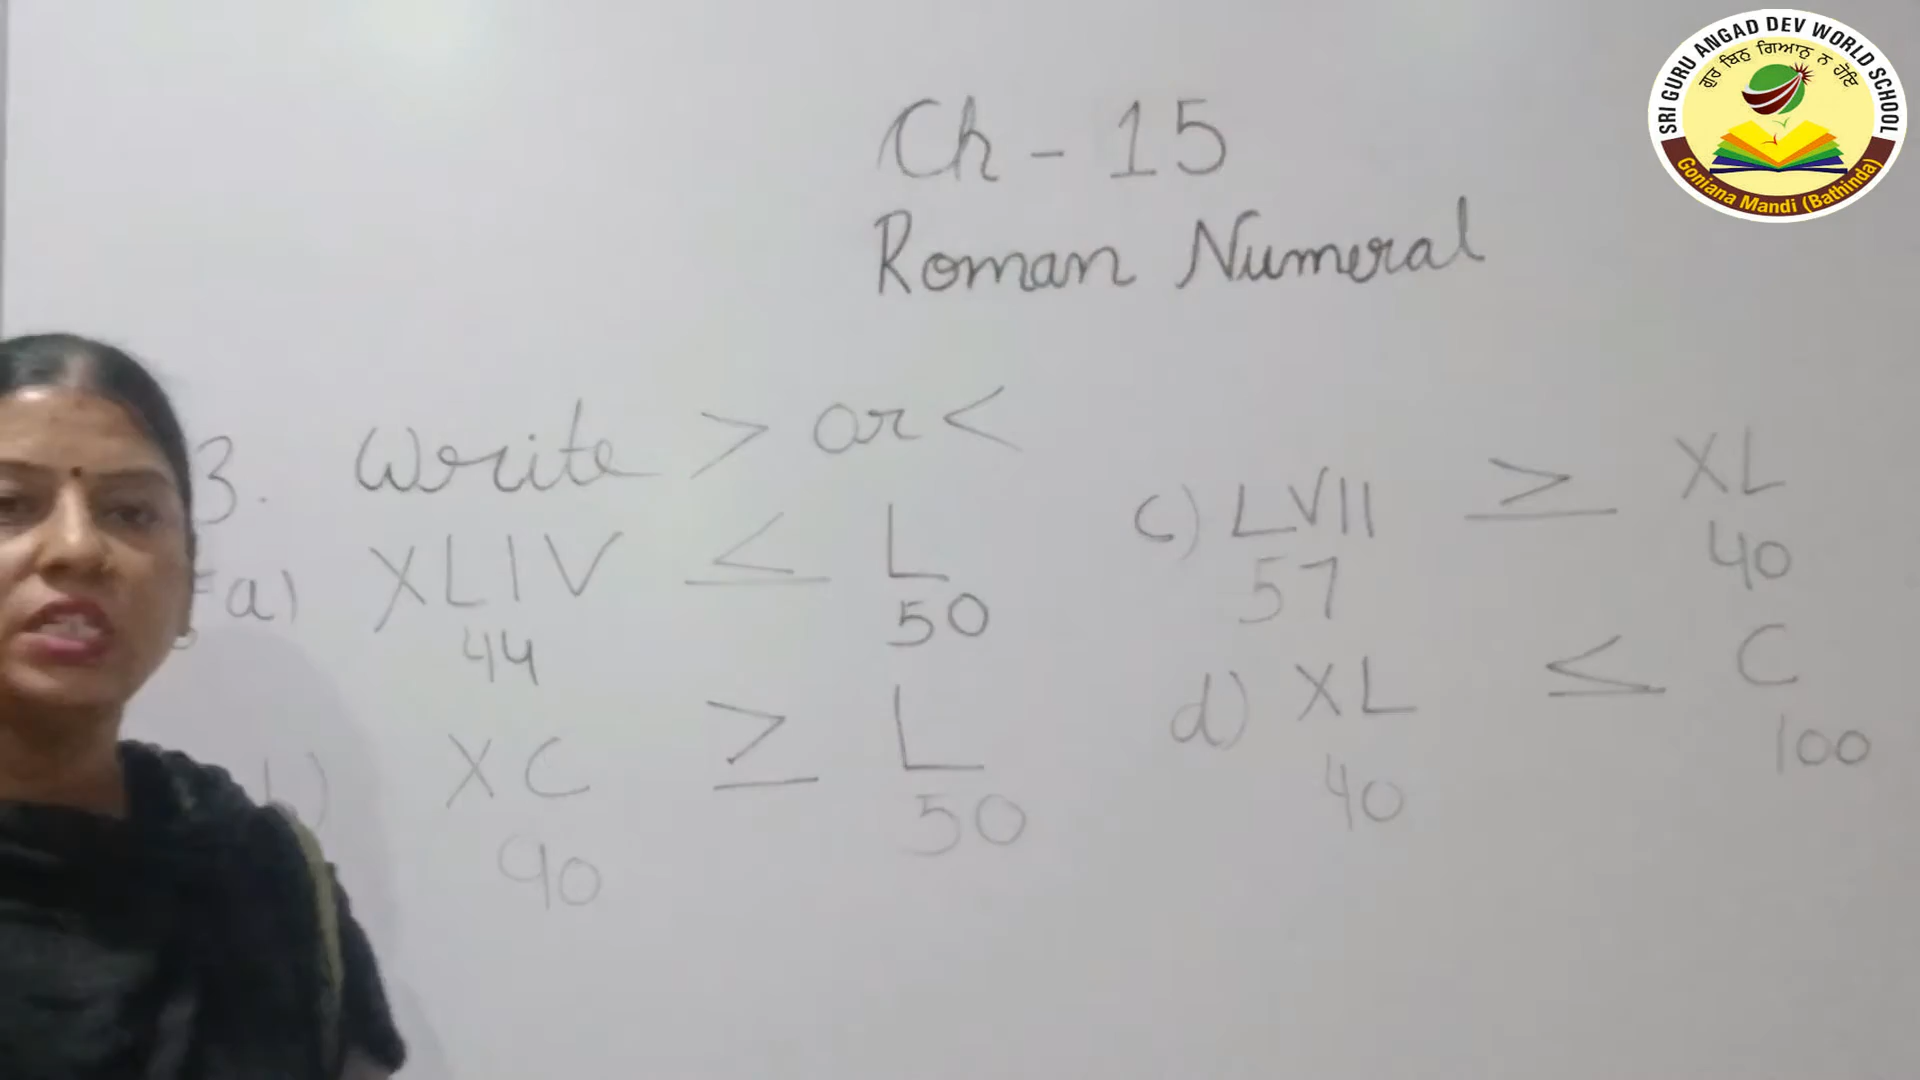 Ch - 15
Roman Numeral
3. Write > or <
a) XLIV < L
44 50
b) XC > L
90 50
c) LVII > XL
57 40
d) XL < C
40 100
SRI GURU ANGAD DEV WORLD SCHOOL
ਗੁਰ ਬਿਨੁ ਗਿਆਨੁ ਨ ਹੋਇ
Goniana Mandi (Bathinda)